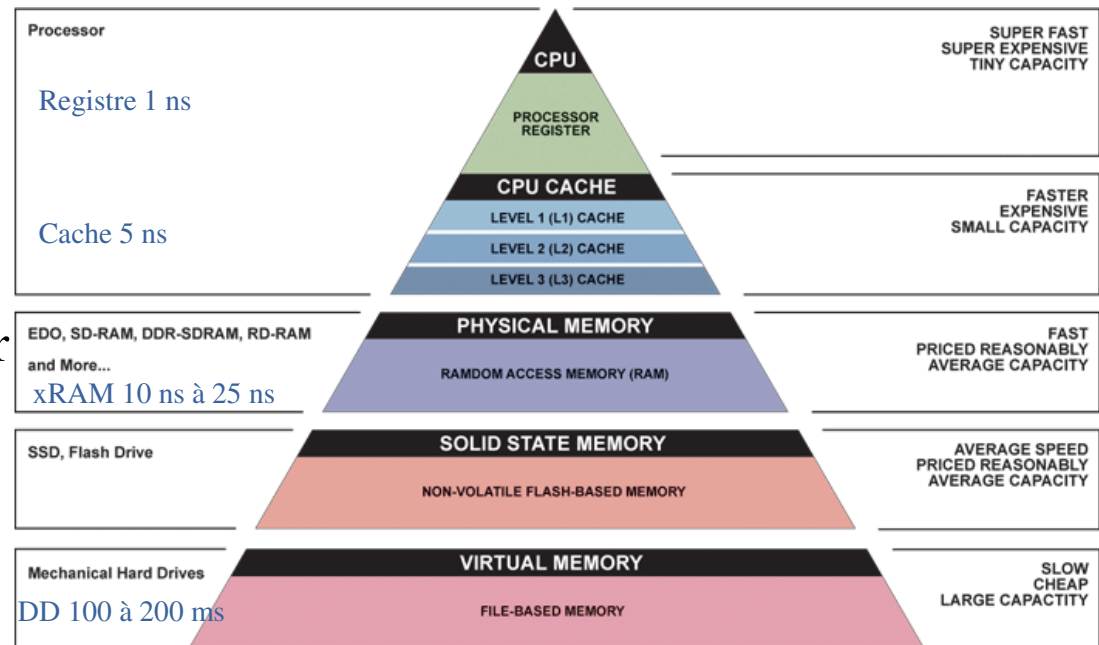 Processor
Registre 1 ns
Cache 5 ns
CPU
PROCESSOR
REGISTER
CPU CACHE
LEVEL 1 (L1) CACHE
LEVEL 2 (L2) CACHE
LEVEL 3 (L3) CACHE
SUPER FAST
SUPER EXPENSIVE
TINY CAPACITY
FASTER
EXPENSIVE
SMALL CAPACITY
r
EDO, SD-RAM, DDR-SDRAM, RD-RAM
and More...
xRAM 10 ns à 25 ns
PHYSICAL MEMORY
RAMDOM ACCESS MEMORY (RAM)
FAST
PRICED REASONABLY
AVERAGE CAPACITY
SSD, Flash Drive
SOLID STATE MEMORY
NON-VOLATILE FLASH-BASED MEMORY
AVERAGE SPEED
PRICED REASONABLY
AVERAGE CAPACITY
Mechanical Hard Drives
DD 100 à 200 ms
VIRTUAL MEMORY
FILE-BASED MEMORY
SLOW
CHEAP
LARGE CAPACTITY